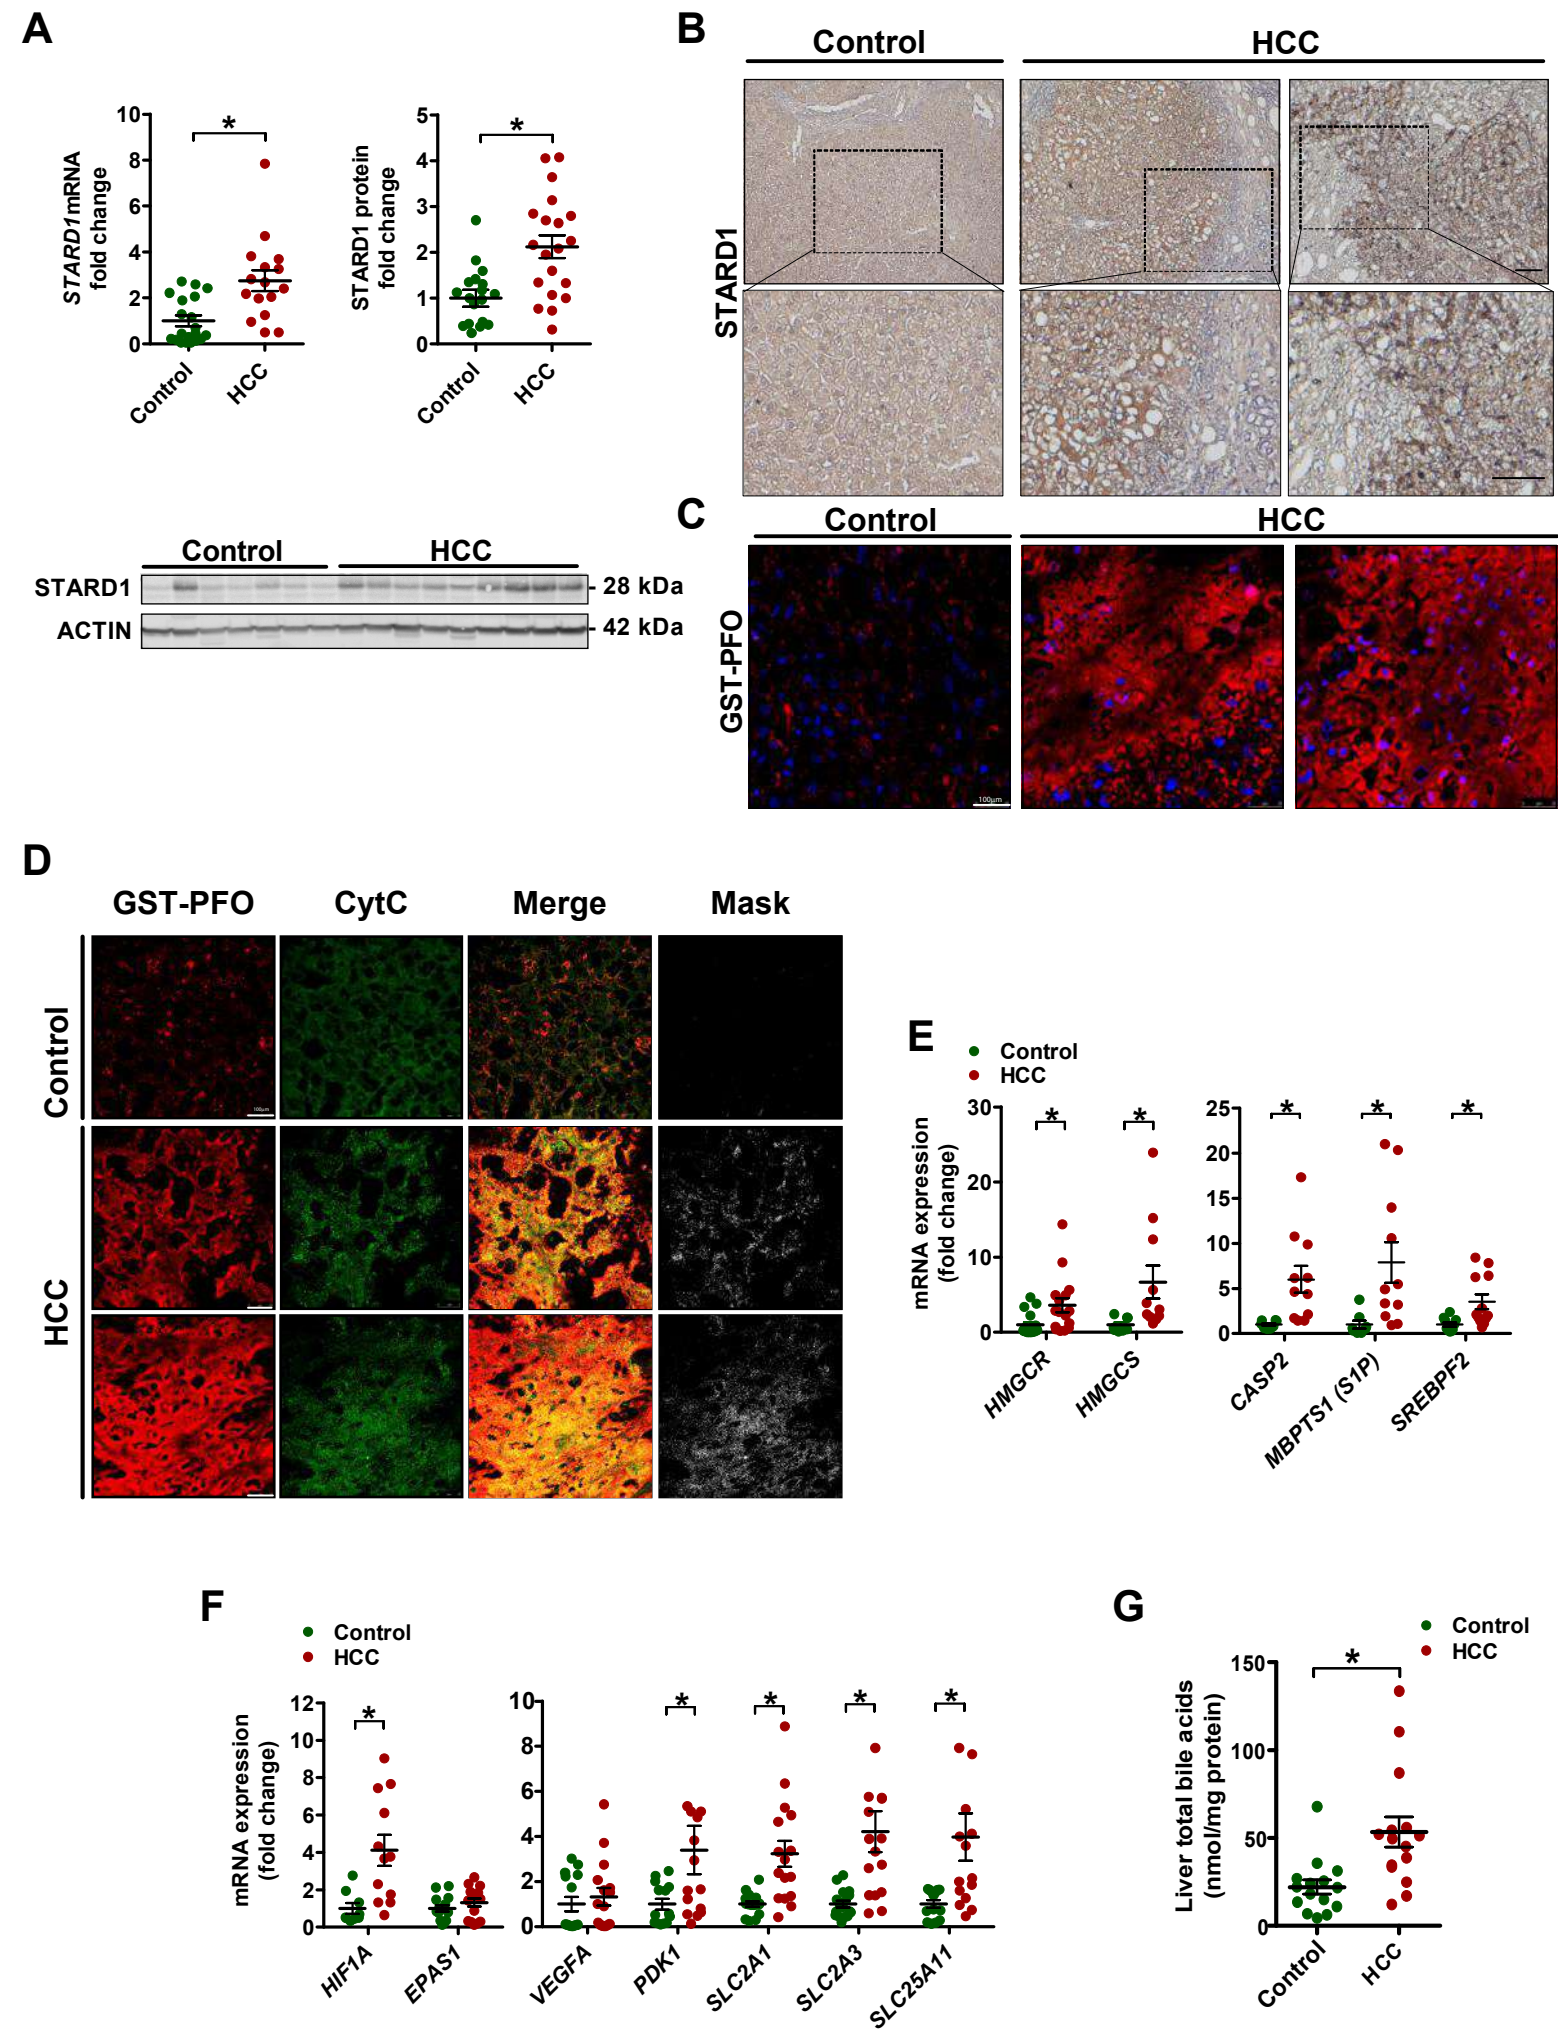 A
STARD1 mRNA
fold change
10
8
6
4
2
0
*
Control
HCC
STARD1 protein
fold change
5
4
3
2
1
0
*
Control
HCC
Control
HCC
STARD1
28 kDa
ACTIN
42 kDa
B
Control
HCC
STARD1
C
Control
HCC
GST-PFO
100µm
D
GST-PFO
CytC
Merge
Mask
Control
HCC
100µm
E
Control
HCC
mRNA expression
(fold change)
30
20
10
0
*
*
HMGCR
HMGCS
25
20
15
10
5
0
*
*
*
CASP2
MBPTS1 (S1P)
SREBPF2
F
Control
HCC
mRNA expression
(fold change)
12
10
8
6
4
2
0
*
HIF1A
EPAS1
10
8
6
4
2
0
*
*
*
*
VEGFA
PDK1
SLC2A1
SLC2A3
SLC25A11
G
Control
HCC
Liver total bile acids
(nmol/mg protein)
150
100
50
0
*
Control
HCC